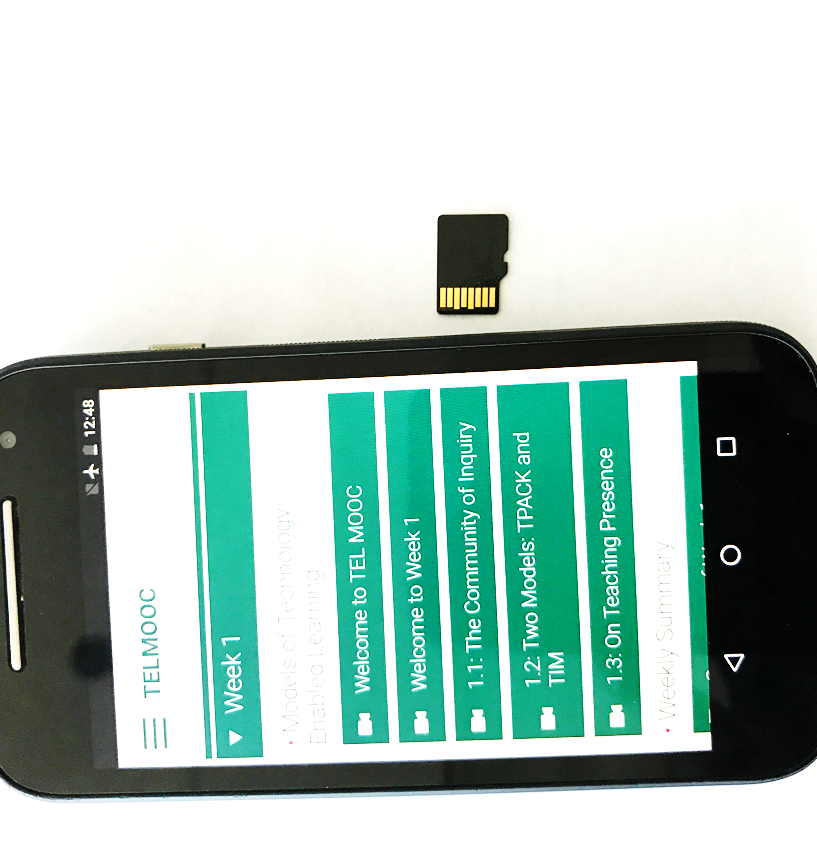 12:48
TELMOOC
Week 1
• Models of Technology
Enabled Learning
Welcome to TEL MOOC
Welcome to Week 1
1.1: The Community of Inquiry
1.2: Two Models: TPACK and
TIM
1.3: On Teaching Presence
• Weekly Summary